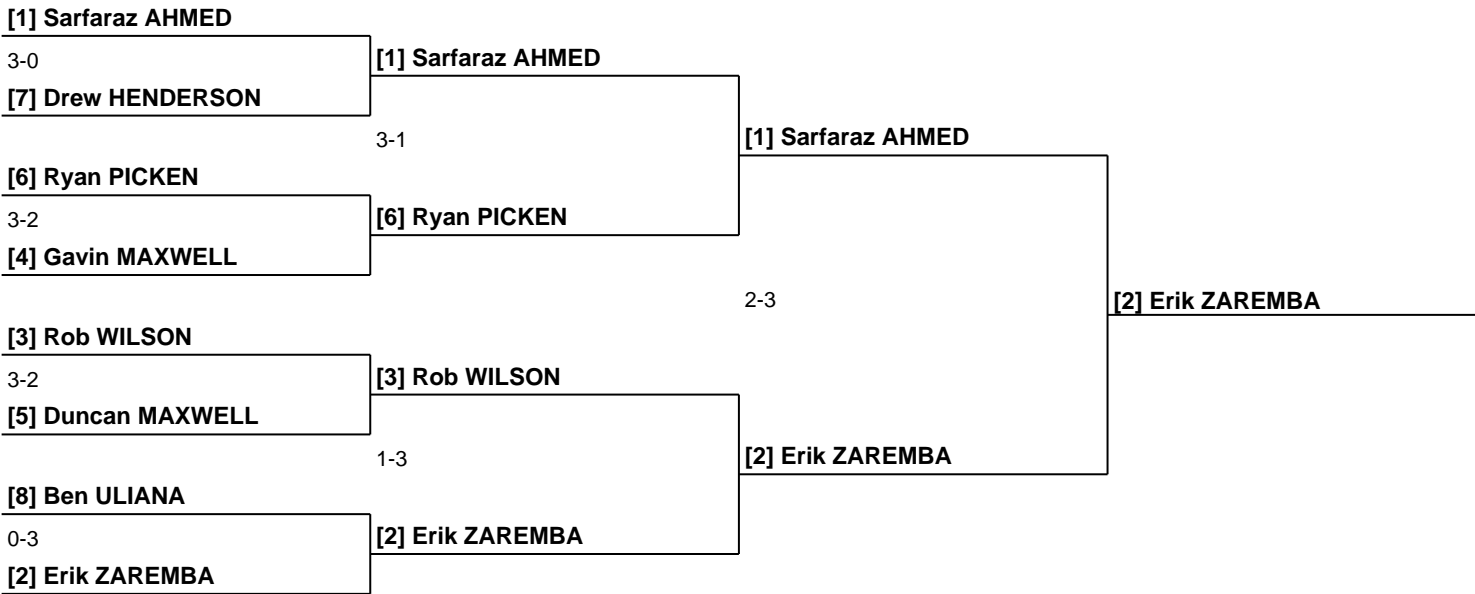 [1] Sarfaraz AHMED
3-0
[7] Drew HENDERSON
[6] Ryan PICKEN
3-2
[4] Gavin MAXWELL
[3] Rob WILSON
3-2
[5] Duncan MAXWELL
[8] Ben ULIANA
0-3
[2] Erik ZAREMBA
[1] Sarfaraz AHMED
3-1
[6] Ryan PICKEN
[3] Rob WILSON
1-3
[2] Erik ZAREMBA
[1] Sarfaraz AHMED
2-3
[2] Erik ZAREMBA
[2] Erik ZAREMBA